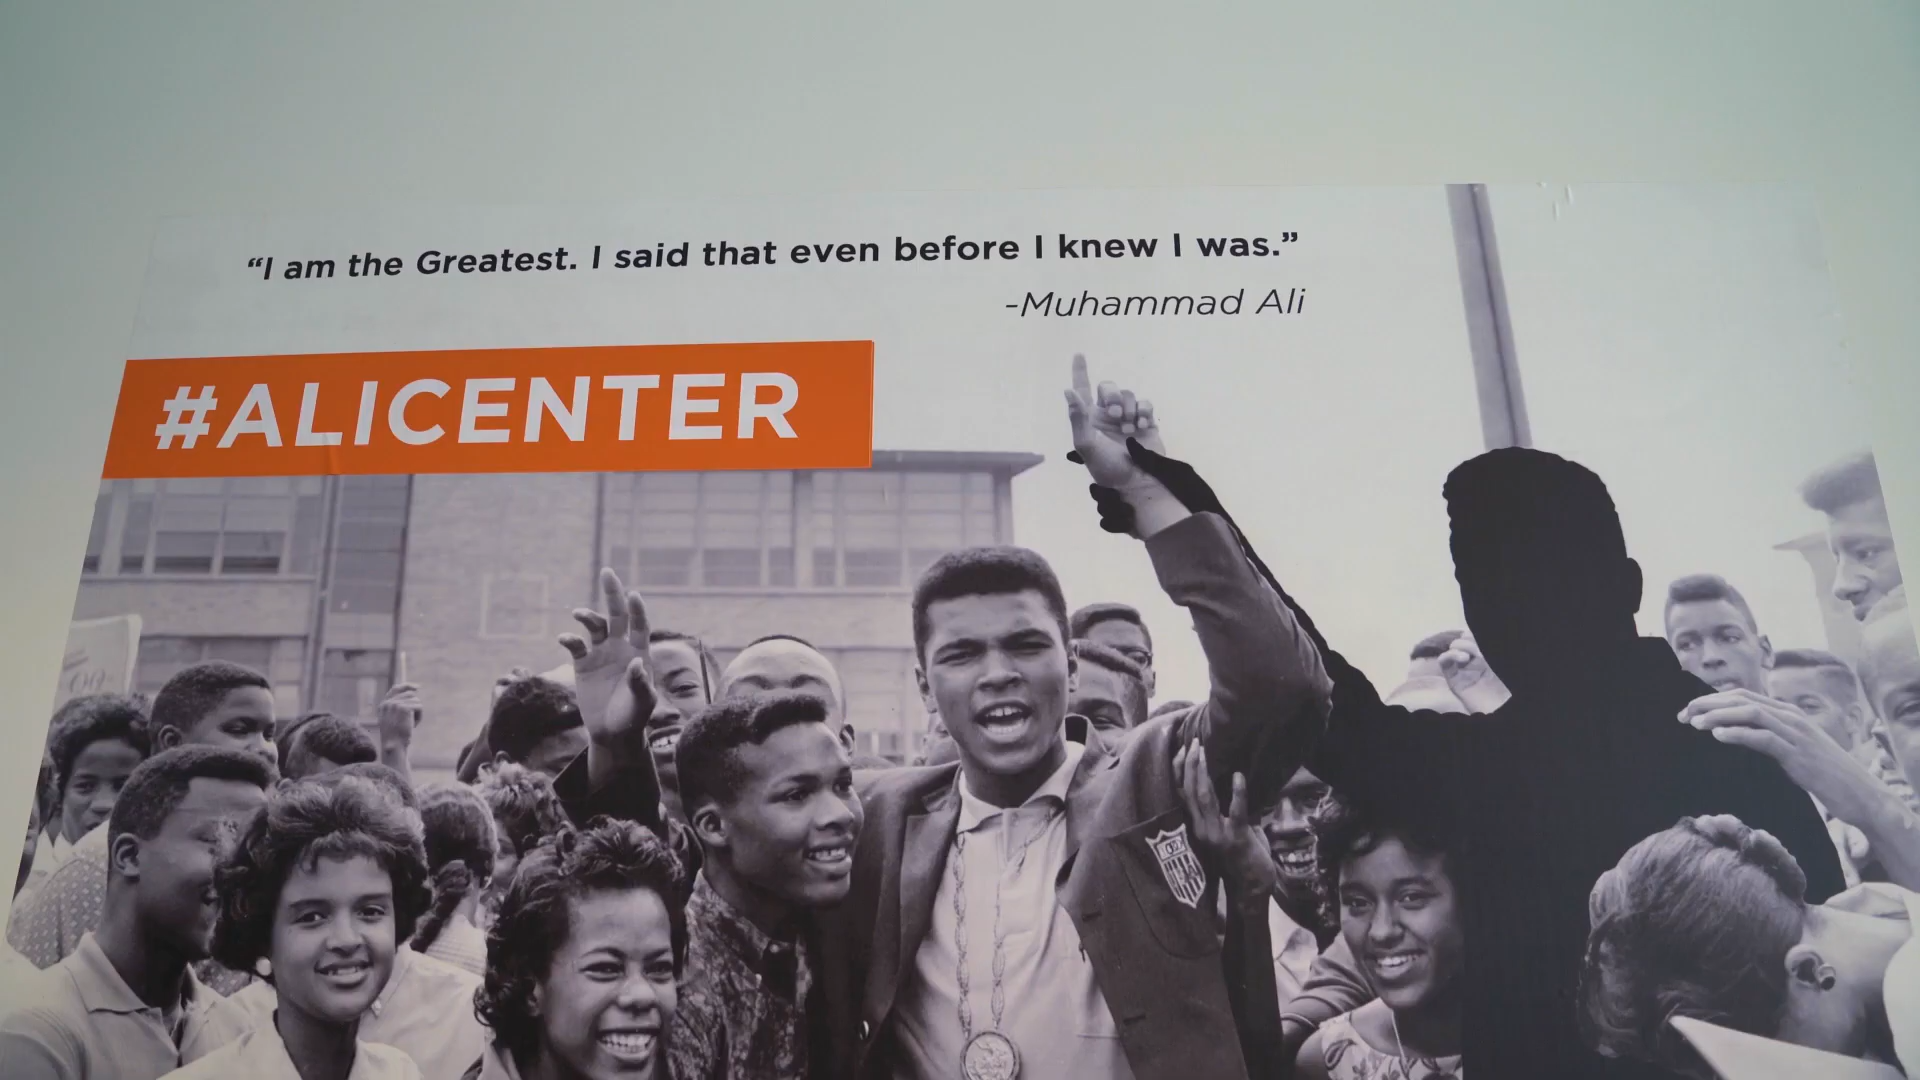 “I am the Greatest. I said that even before I knew I was.”
-Muhammad Ali
#ALICENTER